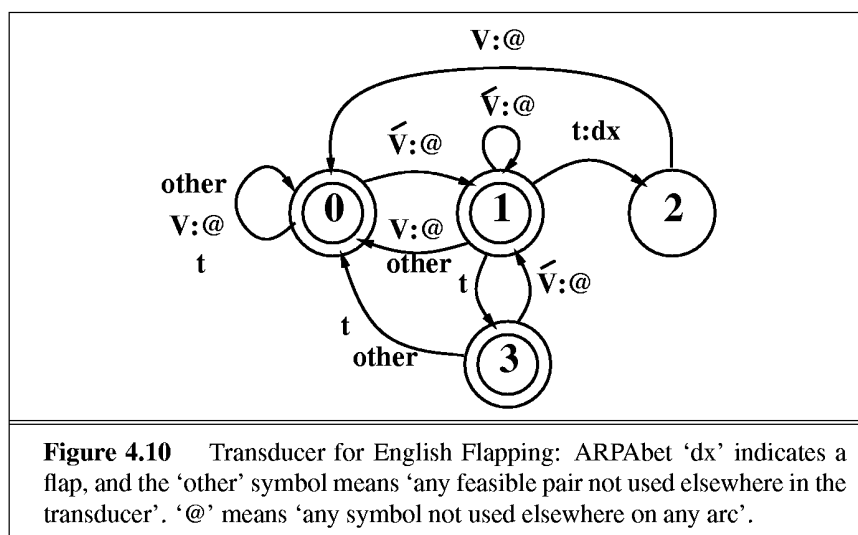 V:@
V́:@
V́:@
t:dx
other
V:@
t
0
1
2
V:@
other
t
V́:@
t
other
3
Figure 4.10 Transducer for English Flapping: ARPAbet ‘dx’ indicates a
flap, and the ‘other’ symbol means ‘any feasible pair not used elsewhere in the
transducer’. ‘@’ means ‘any symbol not used elsewhere on any arc’.